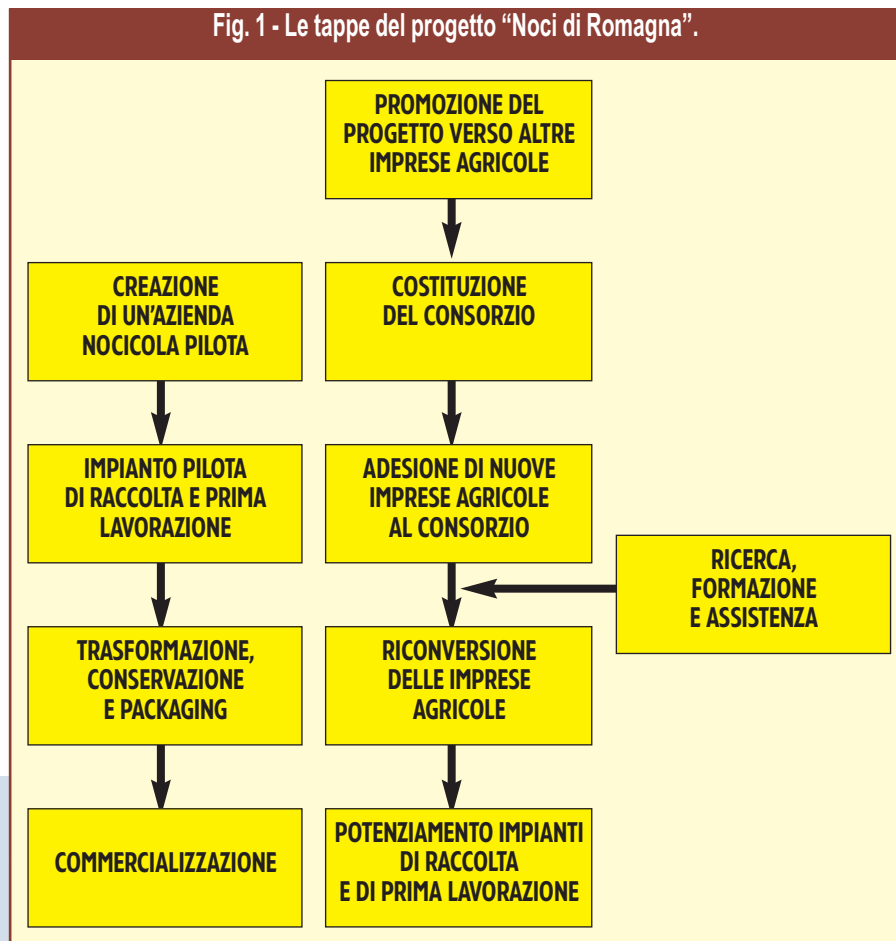 Fig. 1 - Le tappe del progetto “Noci di Romagna”.
PROMOZIONE DEL
PROGETTO VERSO ALTRE
IMPRESE AGRICOLE
CREAZIONE
DI UN'AZIENDA
NOCICOLA PILOTA
COSTITUZIONE
DEL CONSORZIO
IMPIANTO PILOTA
DI RACCOLTA E PRIMA
LAVORAZIONE
ADESIONE DI NUOVE
IMPRESE AGRICOLE
AL CONSORZIO
RICERCA,
FORMAZIONE
E ASSISTENZA
TRASFORMAZIONE,
CONSERVAZIONE
E PACKAGING
RICONVERSIONE
DELLE IMPRESE
AGRICOLE
COMMERCIALIZZAZIONE
POTENZIAMENTO IMPIANTI
DI RACCOLTA
E DI PRIMA LAVORAZIONE